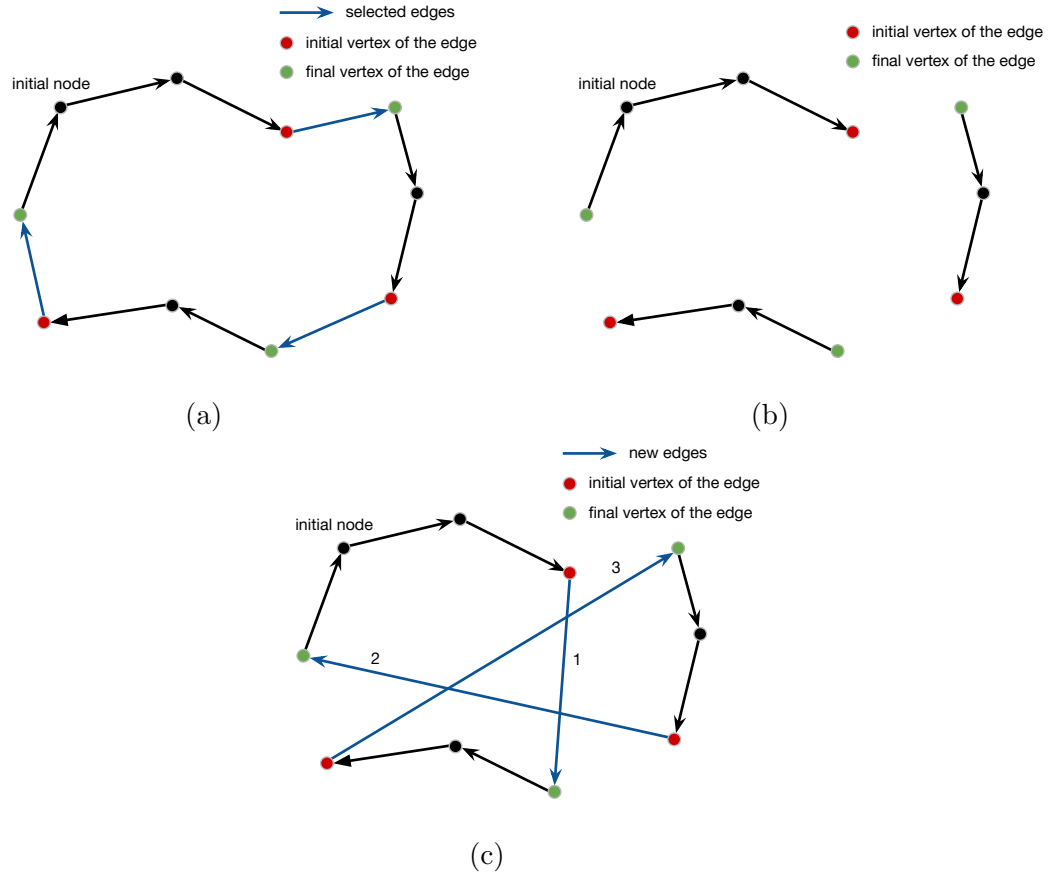 selected edges
initial vertex of the edge
final vertex of the edge
initial node
(a)
initial vertex of the edge
final vertex of the edge
initial node
(b)
new edges
initial vertex of the edge
final vertex of the edge
initial node
3
2
1
(c)